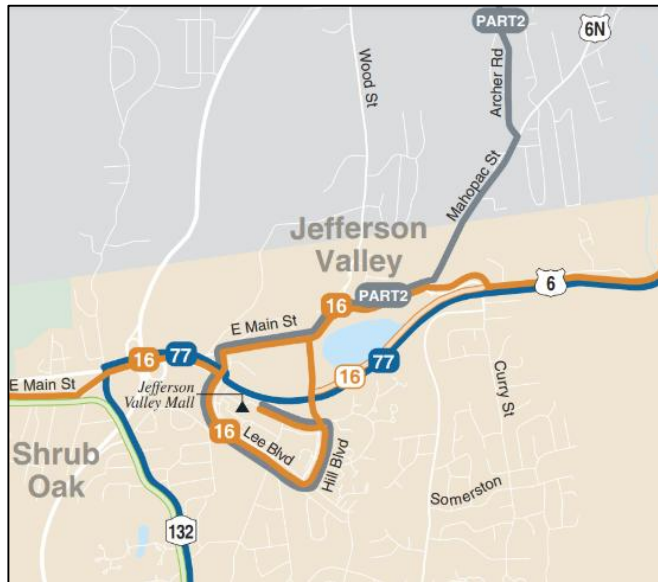 PART2
6N
Wood St
Archer Rd
Mahopac St
Jefferson
Valley
PART2
16
6
E Main St
16
77
77
16
E Main St
Jefferson
Valley Mall
Curry St
16
Lee Blvd
Hill Blvd
Shrub
Oak
Somerston
132